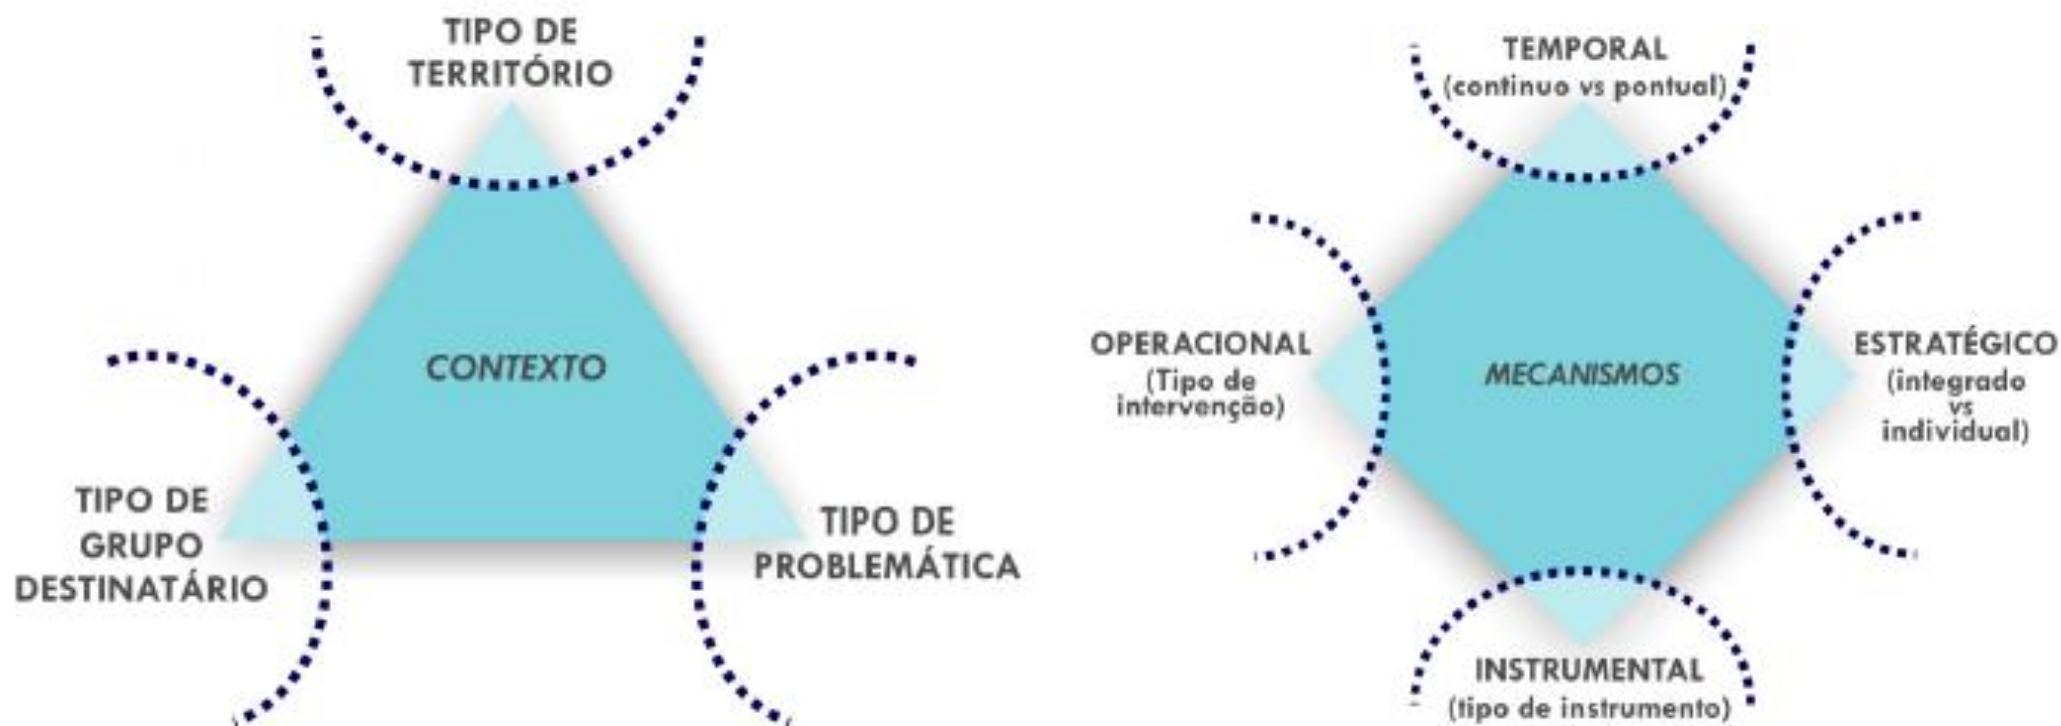 TIPO DE
TERRITÓRIO
CONTEXTO
TIPO DE
GRUPO
DESTINATÁRIO
TIPO DE
PROBLEMÁTICA
TEMPORAL
(continuo vs pontual)
OPERACIONAL
(Tipo de
intervenção)
MECANISMOS
ESTRATÉGICO
(integrado
vs
individual)
INSTRUMENTAL
(tipo de instrumento)